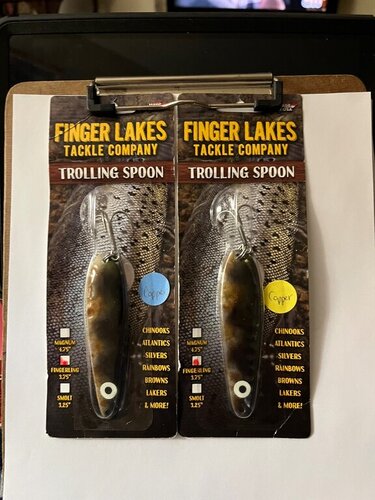 FINGER LAKES
TACKLE COMPANY
TROLLING SPOON
Copper
MAGNUM
4.75"
FINGERLING
3.75"
SMOLT
3.25"
CHINOOKS
ATLANTICS
SILVERS
RAINBOWS
BROWNS
LAKERS
& MORE!
FINGER LAKES
TACKLE COMPANY
TROLLING SPOON
Copper
MAGNUM
4.75"
FINGERLING
3.75"
SMOLT
3.25"
CHINOOKS
ATLANTICS
SILVERS
RAINBOWS
BROWNS
LAKERS
& MORE!